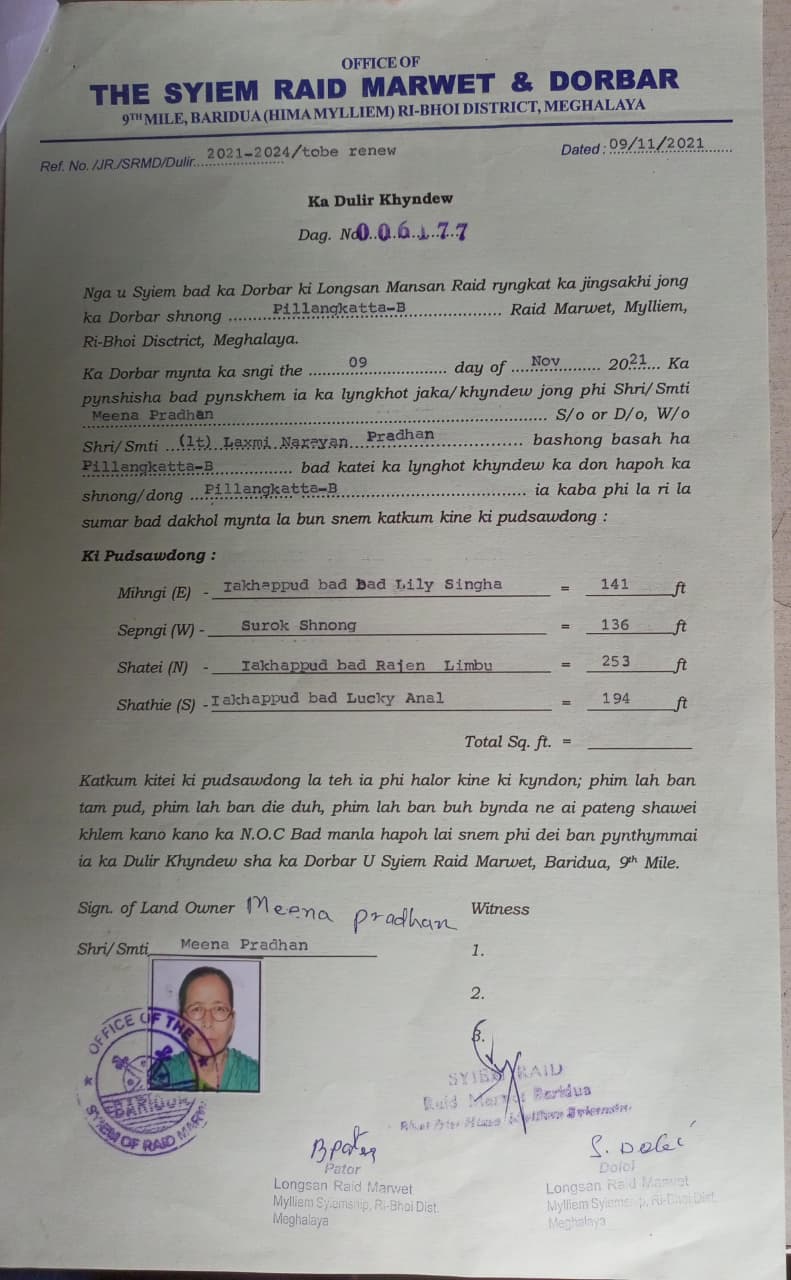 OFFICE OF
THE SYIEM RAID MARWET & DORBAR
9TH MILE, BARIDUA (HIMA MYLLIEM) RI-BHOI DISTRICT, MEGHALAYA
Ref. No. /JR./SRMD/Dulir 2021-2024/tobe renew Dated : 09/11/2021
Ka Dulir Khyndew
Dag. No 006177
Nga u Syiem bad ka Dorbar ki Longsan Mansan Raid ryngkat ka jingsakhi jong
ka Dorbar shnong Pillangkatta-B Raid Marwet, Mylliem,
Ri-Bhoi Disctrict, Meghalaya.
Ka Dorbar mynta ka sngi the 09 day of Nov 2021 Ka
pynshisha bad pynskhem ia ka lyngkhot jaka/khyndew jong phi Shri/Smti
Meena Pradhan S/o or D/o, W/o
Shri/Smti (lt) Laxmi Narayan Pradhan bashong basah ha
Pillangkatta-B bad katei ka lynghot khyndew ka don hapoh ka
shnong/dong Pillangkatta-B ia kaba phi la ri la
sumar bad dakhol mynta la bun snem katkum kine ki pudsawdong :
Ki Pudsawdong :
Mihngi (E) - Iakhappud bad bad Lily Singha = 141 ft
Sepngi (W) - Surok Shnong = 136 ft
Shatei (N) - Iakhappud bad Rajen Limbu = 253 ft
Shathie (S) - Iakhappud bad Lucky Anal = 194 ft
Total Sq. ft. =
Katkum kitei ki pudsawdong la teh ia phi halor kine ki kyndon; phim lah ban
tam pud, phim lah ban die duh, phim lah ban buh bynda ne ai pateng shawei
khlem kano kano ka N.O.C Bad manla hapoh lai snem phi dei ban pynthymmai
ia ka Dulir Khyndew sha ka Dorbar U Syiem Raid Marwet, Baridua, 9th Mile.
Sign. of Land Owner Meena Pradhan Witness
Shri/Smti Meena Pradhan 1.
2.
3.
OFFICE OF THE
BARIDUA
SYIEM OF RAID
SYIEM RAID
Raid Marwet Baridua
S. Doloi
Pator
Longsan Raid Marwet
Mylliem Syiemship, Ri-Bhoi Dist.
Meghalaya
Doloi
Longsan Raid Marwet
Mylliem Syiemship, Ri-Bhoi Dist.
Meghalaya